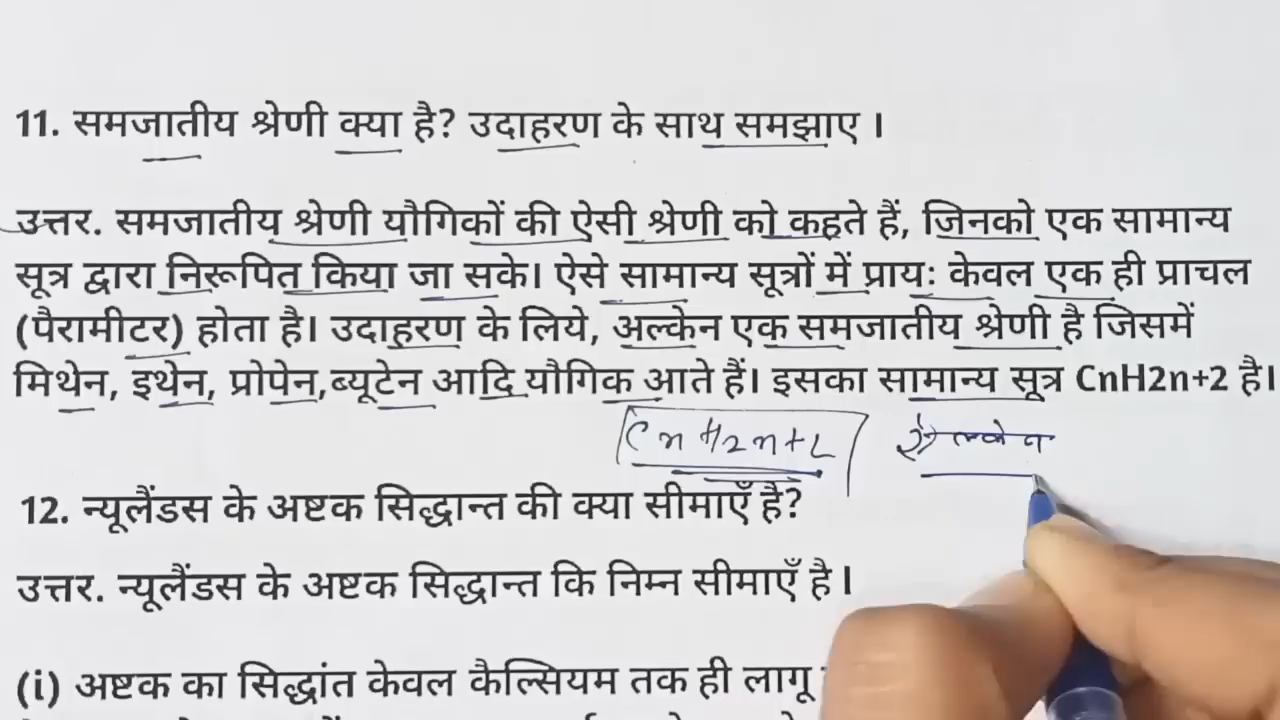 11. समजातीय श्रेणी क्या है? उदाहरण के साथ समझाए ।
उत्तर. समजातीय श्रेणी यौगिकों की ऐसी श्रेणी को कहते हैं, जिनको एक सामान्य
सूत्र द्वारा निरूपित किया जा सके। ऐसे सामान्य सूत्रों में प्रायः केवल एक ही प्राचल
(पैरामीटर) होता है। उदाहरण के लिये, अल्केन एक समजातीय श्रेणी है जिसमें
मिथेन, इथेन, प्रोपेन,ब्यूटेन आदि यौगिक आते हैं। इसका सामान्य सूत्र CnH2n+2 है।
CnH2n+2
12. न्यूलैंडस के अष्टक सिद्धान्त की क्या सीमाएँ है?
उत्तर. न्यूलैंडस के अष्टक सिद्धान्त कि निम्न सीमाएँ है ।
(i) अष्टक का सिद्धांत केवल कैल्सियम तक ही लागू